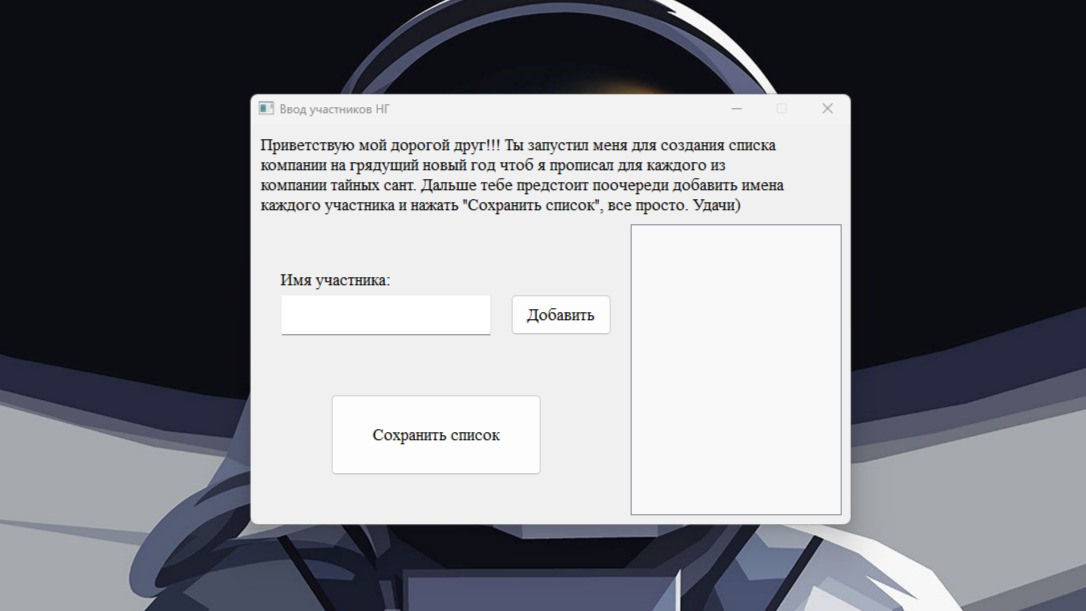 Ввод участников НГ
Приветствую мой дорогой друг!!! Ты запустил меня для создания списка
компании на грядущий новый год чтоб я прописал для каждого из
компании тайных сант. Дальше тебе предстоит поочереди добавить имена
каждого участника и нажать "Сохранить список", все просто. Удачи)
Имя участника:
Добавить
Сохранить список